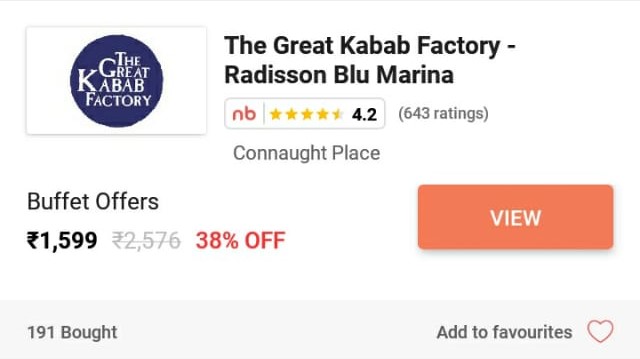 THE
GREAT
KABAB
FACTORY
The Great Kabab Factory -
Radisson Blu Marina
nb 4.2 (643 ratings)
Connaught Place
Buffet Offers
₹1,599 ₹2,576 38% OFF
VIEW
191 Bought
Add to favourites